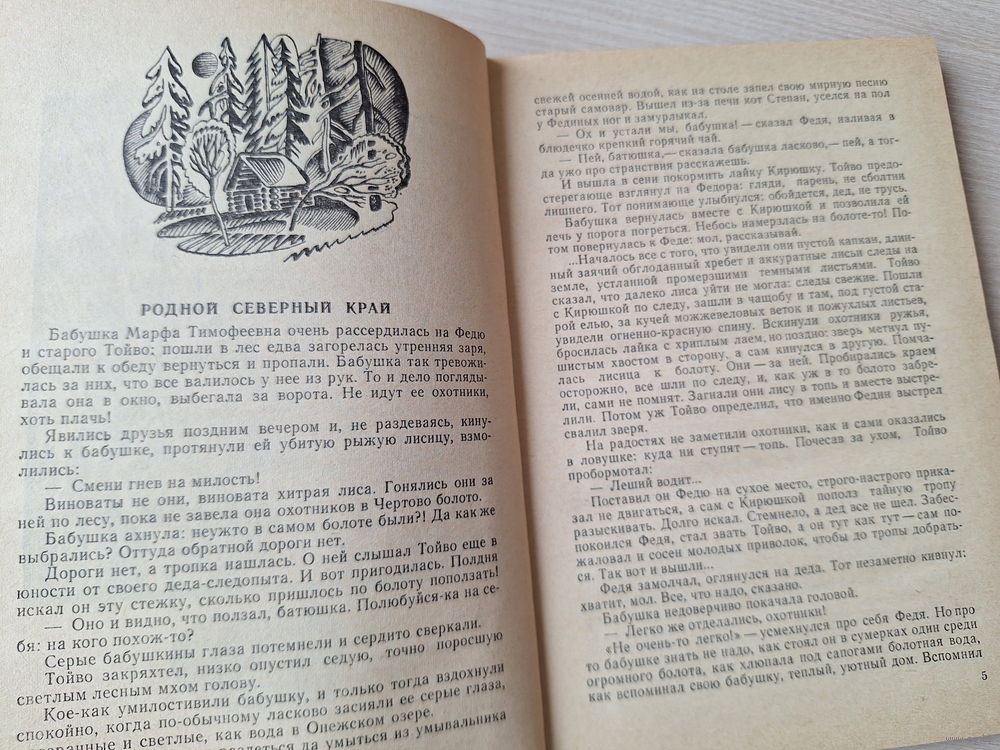 РОДНОЙ СЕВЕРНЫЙ КРАЙ
Бабушка Марфа Тимофеевна очень рассердилась на Федю
и старого Тойво: пошли в лес едва загорелась утренняя заря,
обещали к обеду вернуться и пропали. Бабушка так тревожи-
лась за них, что все валилось у нее из рук. То и дело погляды-
вала она в окно, выбегала за ворота. Не идут ее охотники,
хоть плачь!
Явились друзья поздним вечером и, не раздеваясь, кину-
лись к бабушке, протянули ей убитую рыжую лисицу, взмо-
лились:
— Смени гнев на милость!
Виноваты не они, виновата хитрая лиса. Гонялись они за
ней по лесу, пока не завела она охотников в Чертово болото.
Бабушка ахнула: неужто в самом болоте были?! Да как же
выбрались? Оттуда обратной дороги нет.
Дороги нет, а тропка нашлась. О ней слышал Тойво еще в
юности от своего деда-следопыта. И вот пригодилась. Полдня
искал он эту стежку, сколько пришлось по болоту поползать!
— Оно и видно, что ползал, батюшка. Полюбуйся-ка на се-
бя: на кого похож-то?
Серые бабушкины глаза потемнели и сердито сверкали.
Тойво закряхтел, низко опустил седую, точно поросшую
светлым лесным мхом голову.
Кое-как умилостивили бабушку, и только тогда вздохнули
спокойно, когда по-обычному ласково засияли ее серые глаза,
и светлые, как вода в Онежском озере.
да умыться из умывальника
свежей осенней водой, как на столе запел свою мирную песню
старый самовар. Вышел из-за печи кот Степан, уселся на пол
у Фединых ног и замурлыкал.
— Ох и устали мы, бабушка! — сказал Федя, наливая в
блюдечко крепкий горячий чай.
— Пей, батюшка,— сказала бабушка ласково,— пей, а тог-
да ужо про странствия расскажешь.
И вышла в сени покормить лайку Кирюшку. Тойво предо-
стерегающе взглянул на Федора: гляди, парень, не сболтни
лишнего. Тот понимающе улыбнулся: обойдется, дед, не трусь.
Бабушка вернулась вместе с Кирюшкой и позволила ей
лечь у порога погреться. Небось намерзлась на болоте-то! По-
том повернулась к Феде: мол, рассказывай.
...Началось все с того, что увидели они пустой капкан, длин-
ный заячий обглоданный хребет и аккуратные лисьи следы на
земле, устланной промерзшими темными листьями. Тойво
сказал, что далеко лиса уйти не могла: следы свежие. Пошли
с Кирюшкой по следу, зашли в чащобу и там, под густой ста-
рой елью, за кучей можжевеловых веток и пожухлых листьев,
увидели огненно-красную спину. Вскинули охотники ружья,
бросилась лайка с хриплым лаем, но поздно: зверь метнул пу-
шистым хвостом в сторону, а сам кинулся в другую. Помча-
лась лисица к болоту. Они — за ней. Пробирались краем
осторожно, все шли по следу, и, как уж в то болото забре-
ли, сами не помнят. Загнали они лису в топь и вместе выстре-
лили. Потом уж Тойво определил, что именно Федин выстрел
свалил зверя.
На радостях не заметили охотники, как и сами оказались
в ловушке: куда ни ступят — топь. Почесав за ухом, Тойво
пробормотал:
— Леший водит...
Поставил он Федю на сухое место, строго-настрого прика-
зал не двигаться, а сам с Кирюшкой пополз тайную тропу
разыскивать. Долго искал. Стемнело, а дед все не шел. Забес-
покоился Федя, стал звать Тойво, а он тут как тут — сам по-
жаловал и сосен молодых приволок, чтобы до тропы добрать-
ся. Так вот и вышли...
Федя замолчал, оглянулся на деда. Тот незаметно кивнул:
хватит, мол. Все, что надо, сказано.
Бабушка недоверчиво покачала головой.
— Легко же отделались, охотники!
«Не очень-то легко!» — усмехнулся про себя Федя. Но про
то бабушке знать не надо, как стоял он в сумерках один среди
огромного болота, как хлюпала под сапогами болотная вода,
как вспоминал свою бабушку, теплый, уютный дом. Вспомнил
5